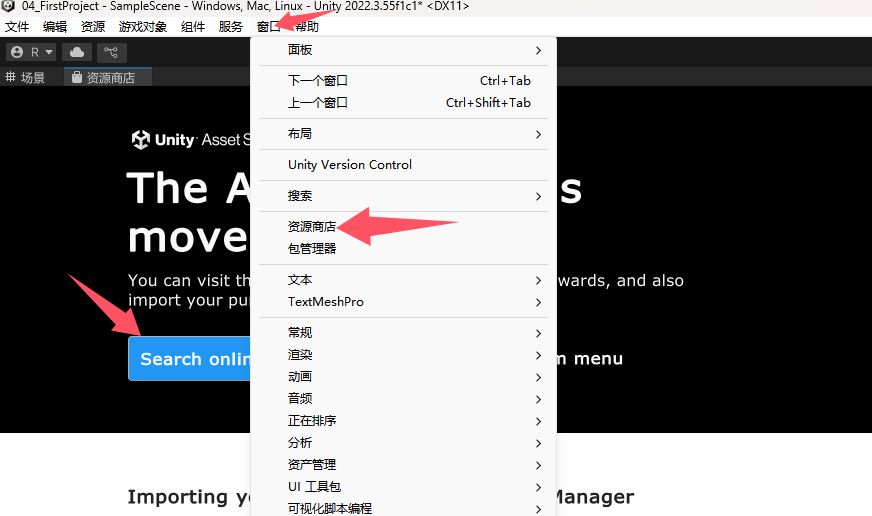 04_FirstProject - SampleScene - Windows, Mac, Linux - Unity 2022.3.55f1c1* <DX11>
文件 编辑 资源 游戏对象 组件 服务 窗口 帮助
R
面板
场景 资源商店
下一个窗口 Ctrl+Tab
上一个窗口 Ctrl+Shift+Tab
布局
Unity Asset S
Unity Version Control
The A s
搜索
move
资源商店
包管理器
You can visit th wards, and also
import your pu
文本
TextMeshPro
常规
Search onlin m menu
渲染
动画
音频
正在排序
分析
资产管理
UI 工具包
Importing y Manager
可视化脚本编程